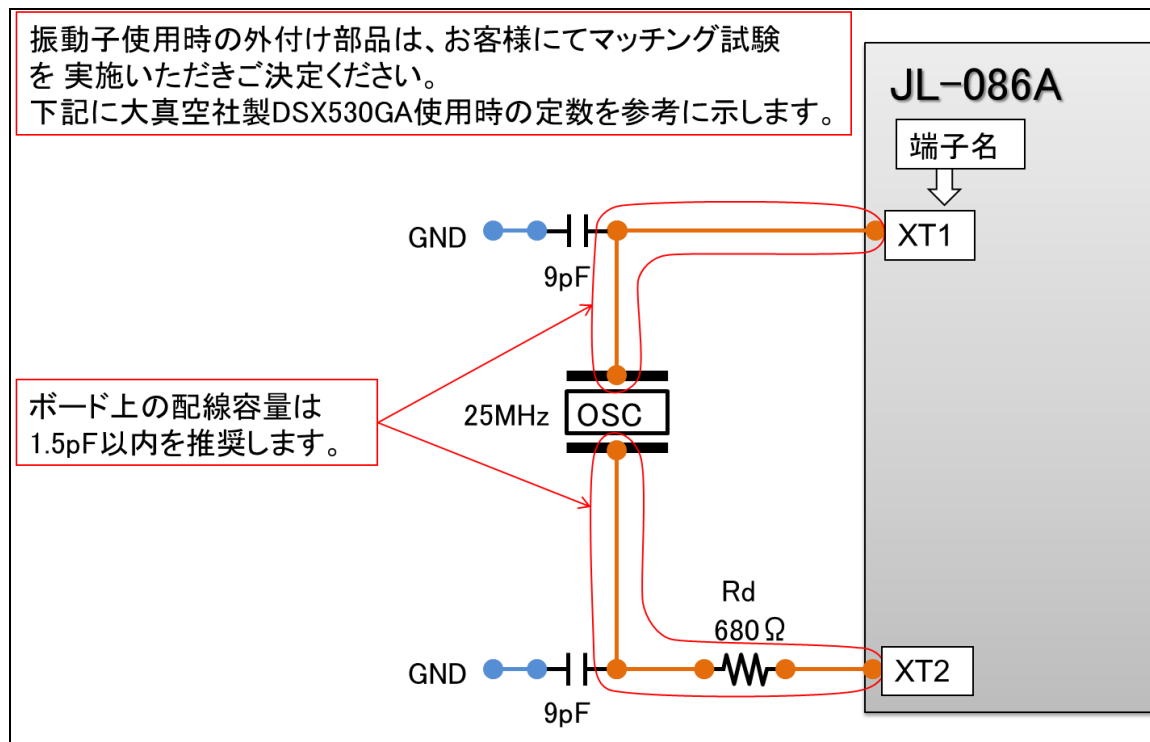 振動子使用時の外付け部品は、お客様にてマッチング試験
を 実施いただきご決定ください。
下記に大真空社製DSX530GA使用時の定数を参考に示します。
JL-086A
端子名
GND
9pF
XT1
ボード上の配線容量は
1.5pF以内を推奨します。
25MHz
OSC
Rd
680Ω
GND
9pF
XT2